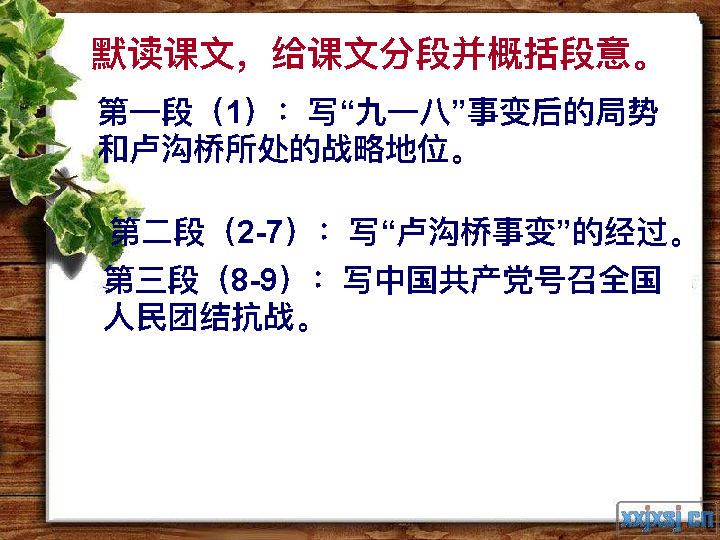 默读课文，给课文分段并概括段意。
第一段（1）：写“九一八”事变后的局势
和卢沟桥所处的战略地位。
第二段（2-7）：写“卢沟桥事变”的经过。
第三段（8-9）：写中国共产党号召全国
人民团结抗战。
xxjxsj.cn